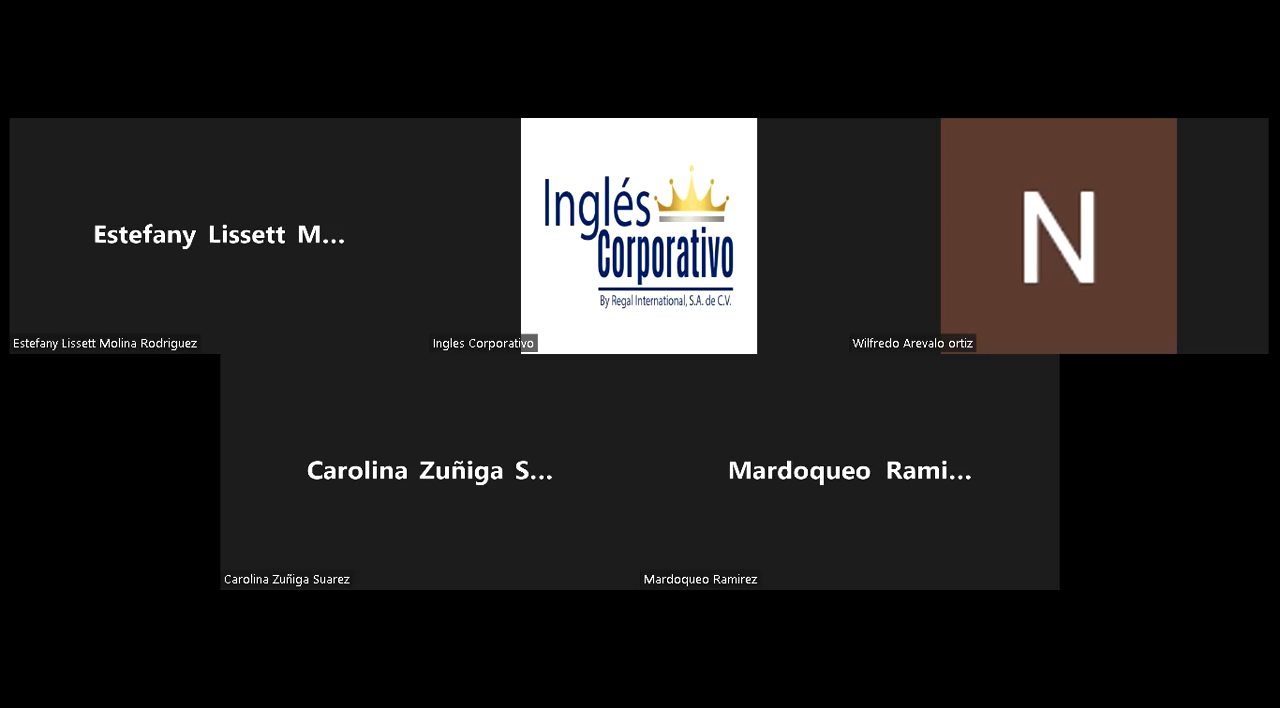 Estefany Lissett M...
Estefany Lissett Molina Rodriguez
Inglés
Corporativo
By Regal International, S.A. de C.V.
Ingles Corporativo
N
Wilfredo Arevalo ortiz
Carolina Zuñiga S...
Carolina Zuñiga Suarez
Mardoqueo Rami...
Mardoqueo Ramirez